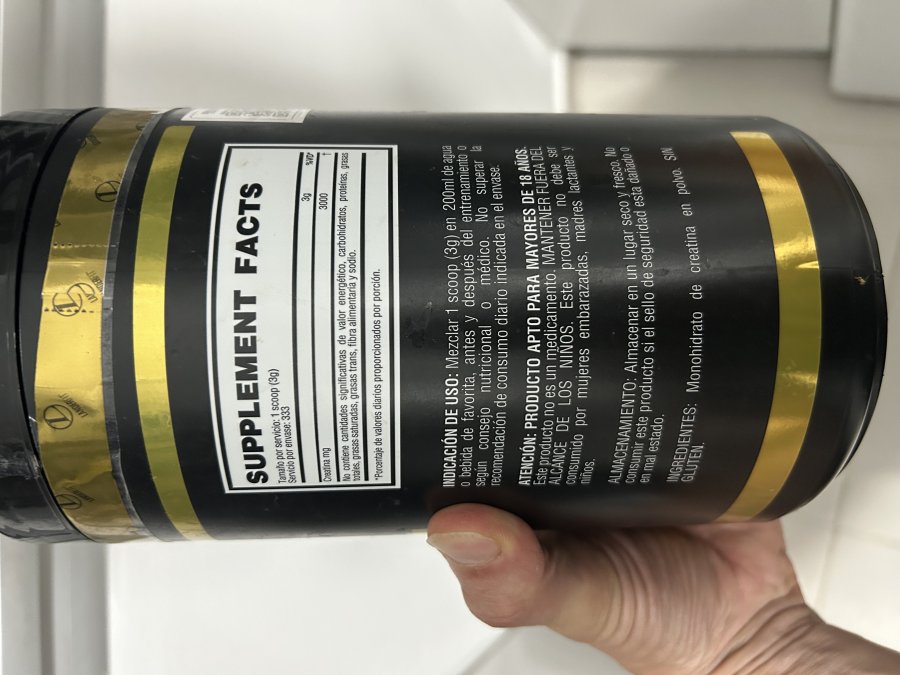 SUPPLEMENT FACTS
Tamaño por servicio: 1 scoop (3g)
Servicio por envase: 333
3g %VD*
Creatina mg 3000 †
No contiene cantidades significativas de valor energético, carbohidratos, proteínas, grasas
totales, grasas saturadas, grasas trans, fibra alimentaria y sodio.
*Porcentaje de valores diarios proporcionados por porción.
INDICACIÓN DE USO: Mezclar 1 scoop (3g) en 200ml de agua
o bebida de favorita, antes y después del entrenamiento o
según consejo nutricional o médico. No superar la
recomendación de consumo diario indicada en el envase.
ATENCIÓN: PRODUCTO APTO PARA MAYORES DE 18 AÑOS.
Este producto no es un medicamento. MANTENER FUERA DEL
ALCANCE DE LOS NIÑOS. Este producto no debe ser
consumido por mujeres embarazadas, madres lactantes y
niños.
ALMACENAMIENTO: Almacenar en un lugar seco y fresco. No
consumir este producto si el sello de seguridad esta dañado o
en mal estado.
INGREDIENTES: Monohidrato de creatina en polvo. SIN
GLUTEN.